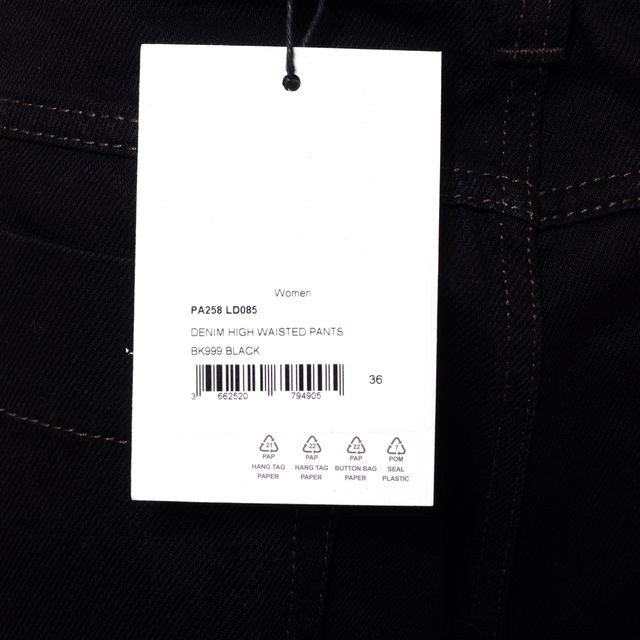 Women
PA258 LD085
DENIM HIGH WAISTED PANTS
BK999 BLACK
3 662520 794905
36
21 22 22 7
PAP PAP PAP POM
HANG TAG HANG TAG BUTTON BAG SEAL
PAPER PAPER PAPER PLASTIC